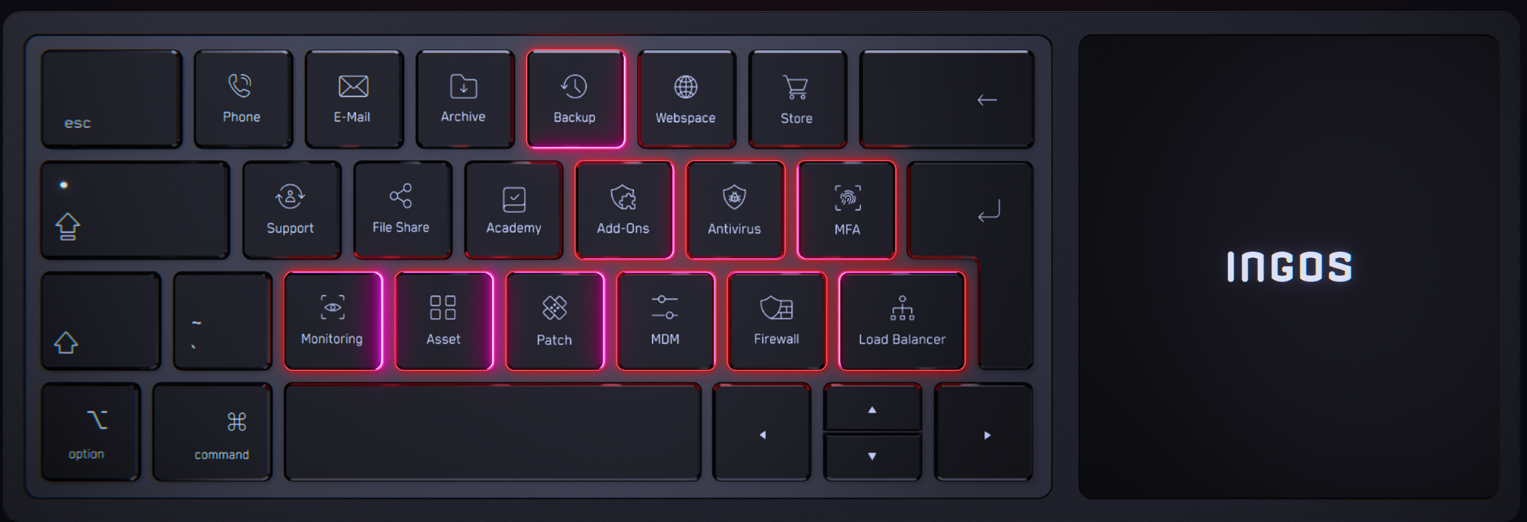 esc
Phone
E-Mail
Archive
Backup
Webspace
Store
Support
File Share
Academy
Add-Ons
Antivirus
MFA
INGOS
~
`
Monitoring
Asset
Patch
MDM
Firewall
Load Balancer
option
command